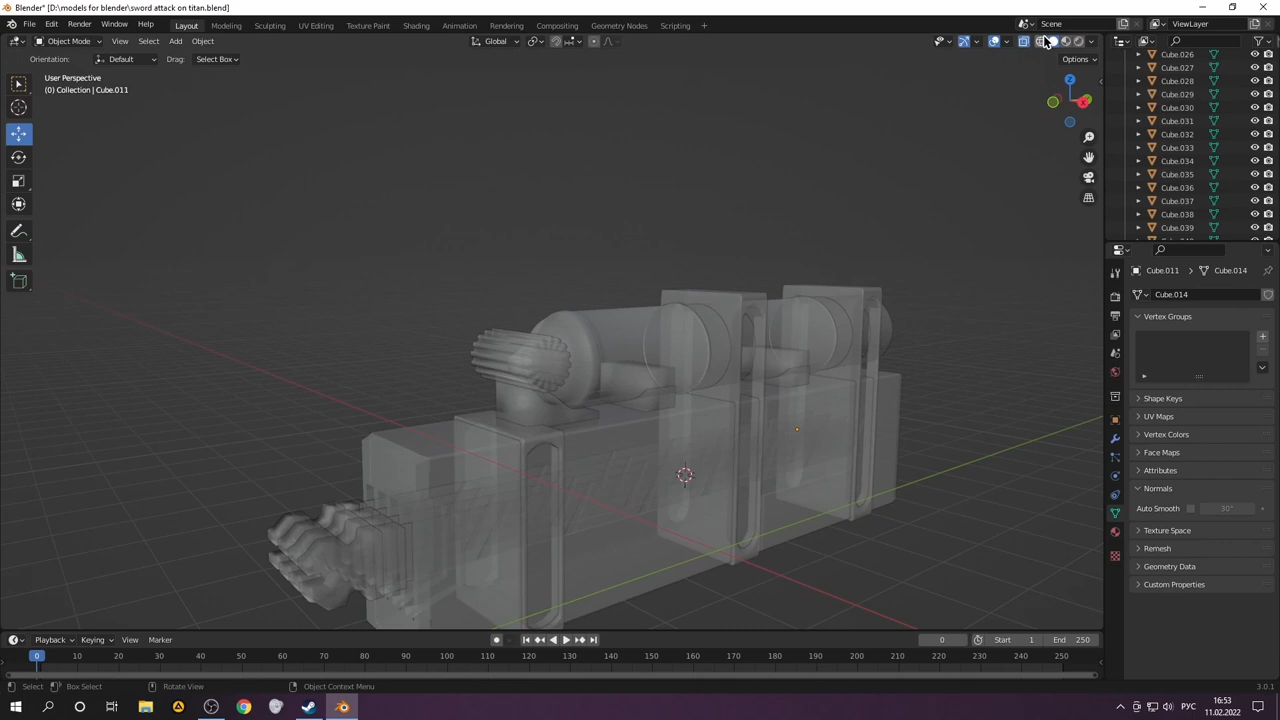 Blender* [D:\models for blender\sword attack on titan.blend]
File Edit Render Window Help Layout Modeling Sculpting UV Editing Texture Paint Shading Animation Rendering Compositing Geometry Nodes Scripting Scene ViewLayer
Object Mode View Select Add Object Global
Orientation: Default Drag: Select Box Options
User Perspective
(0) Collection | Cube.011
Z
X
Cube.026
Cube.027
Cube.028
Cube.029
Cube.030
Cube.031
Cube.032
Cube.033
Cube.034
Cube.035
Cube.036
Cube.037
Cube.038
Cube.039
Cube.011 Cube.014
Cube.014
Vertex Groups
Shape Keys
UV Maps
Vertex Colors
Face Maps
Attributes
Normals
Auto Smooth 30°
Texture Space
Remesh
Geometry Data
Custom Properties
Playback Keying View Marker 0 Start 1 End 250
0 10 20 30 40 50 60 70 80 90 100 110 120 130 140 150 160 170 180 190 200 210 220 230 240 250
Select Box Select Rotate View Object Context Menu 3.0.1
РУС 16:53
11.02.2022